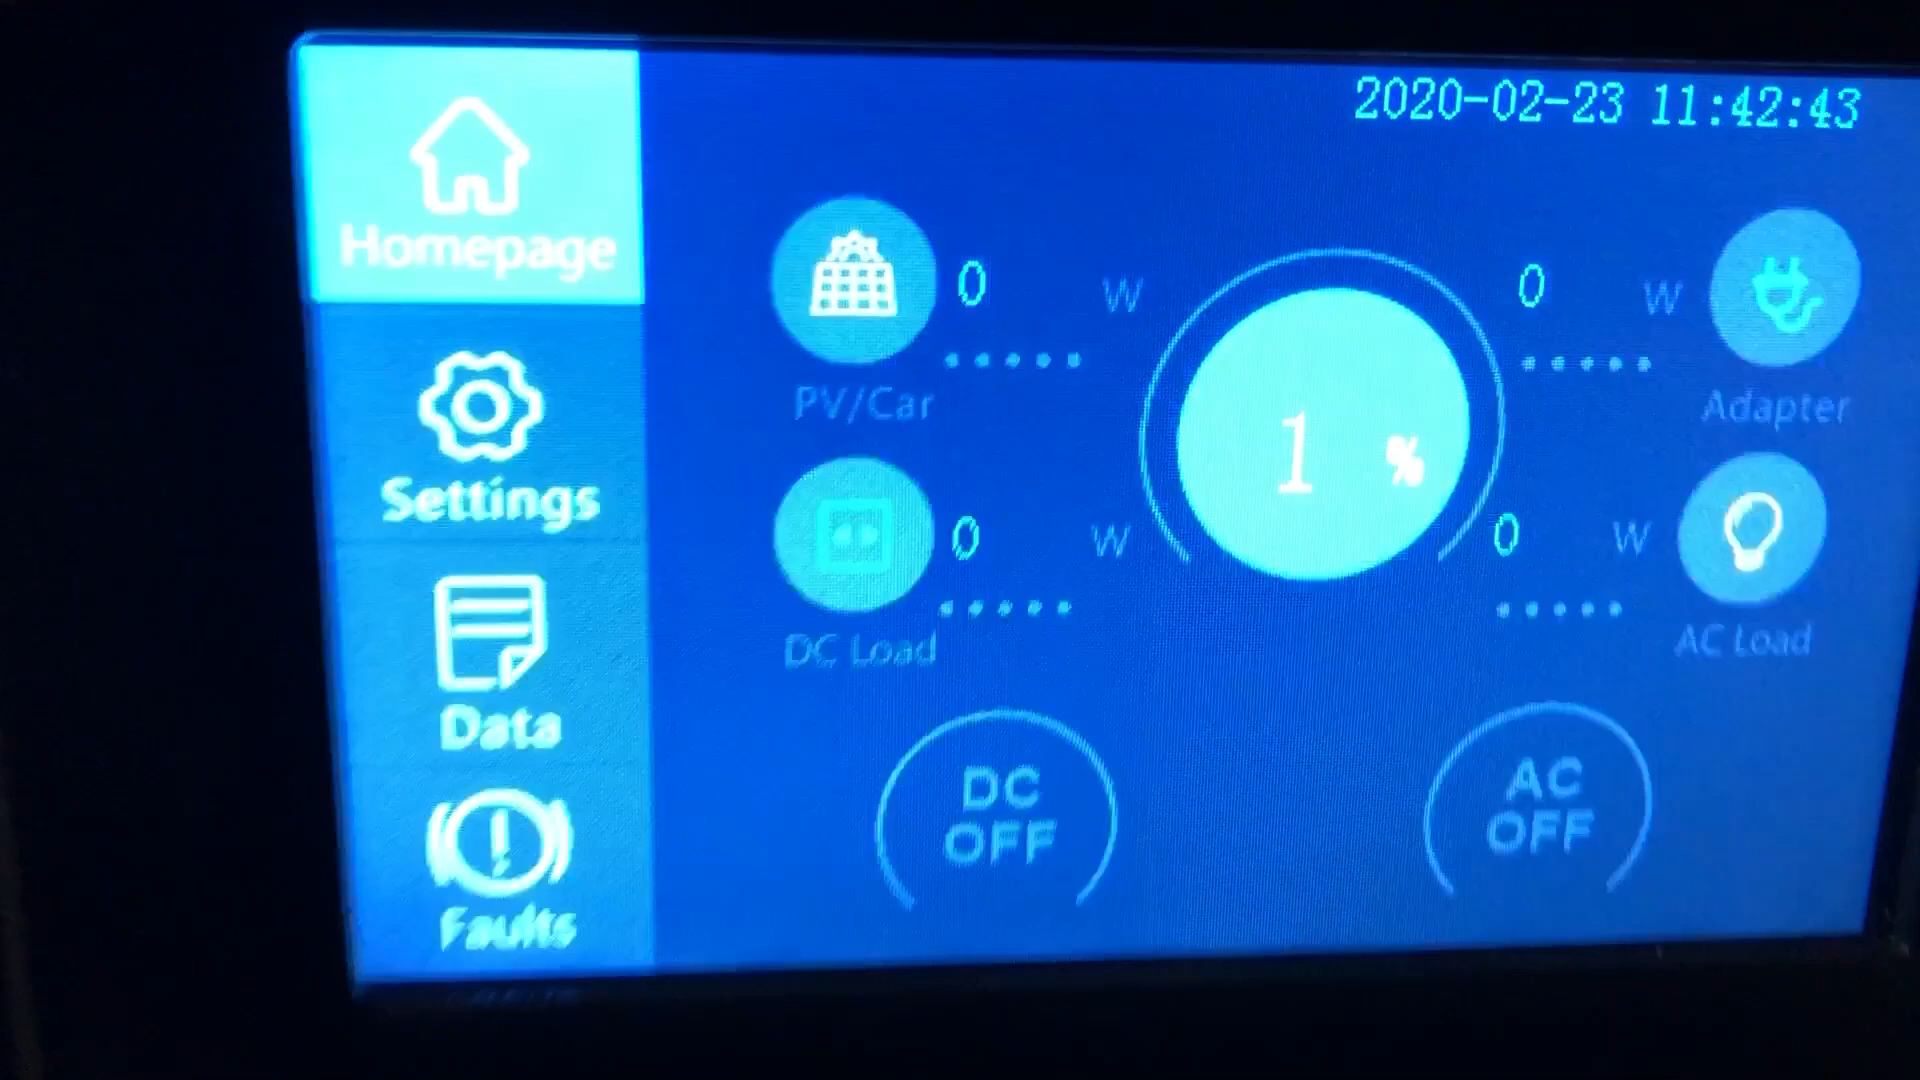 2020-02-23 11:42:43
Homepage
Settings
Data
Faults
0 W
PV/Car
0 W
Adapter
1 %
0 W
DC Load
0 W
AC Load
DC
OFF
AC
OFF